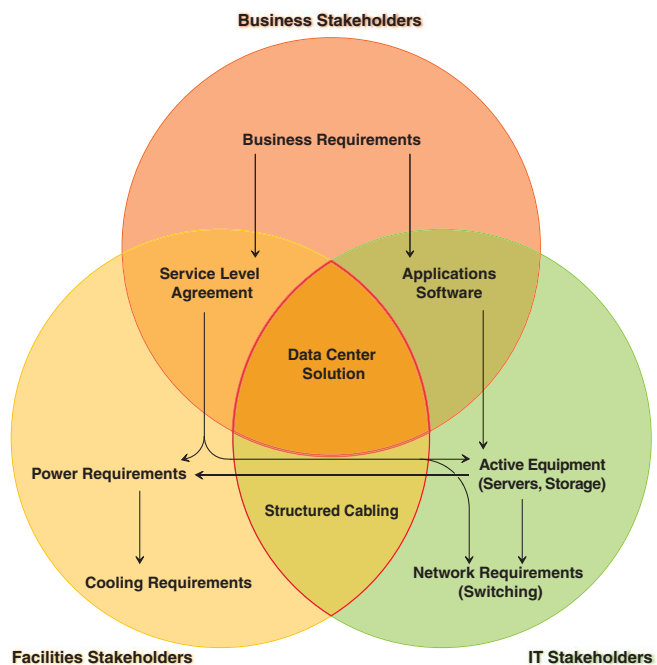 Business Stakeholders
Business Requirements
Service Level
Agreement
Applications
Software
Data Center
Solution
Power Requirements
Active Equipment
(Servers, Storage)
Structured Cabling
Cooling Requirements
Network Requirements
(Switching)
Facilities Stakeholders
IT Stakeholders